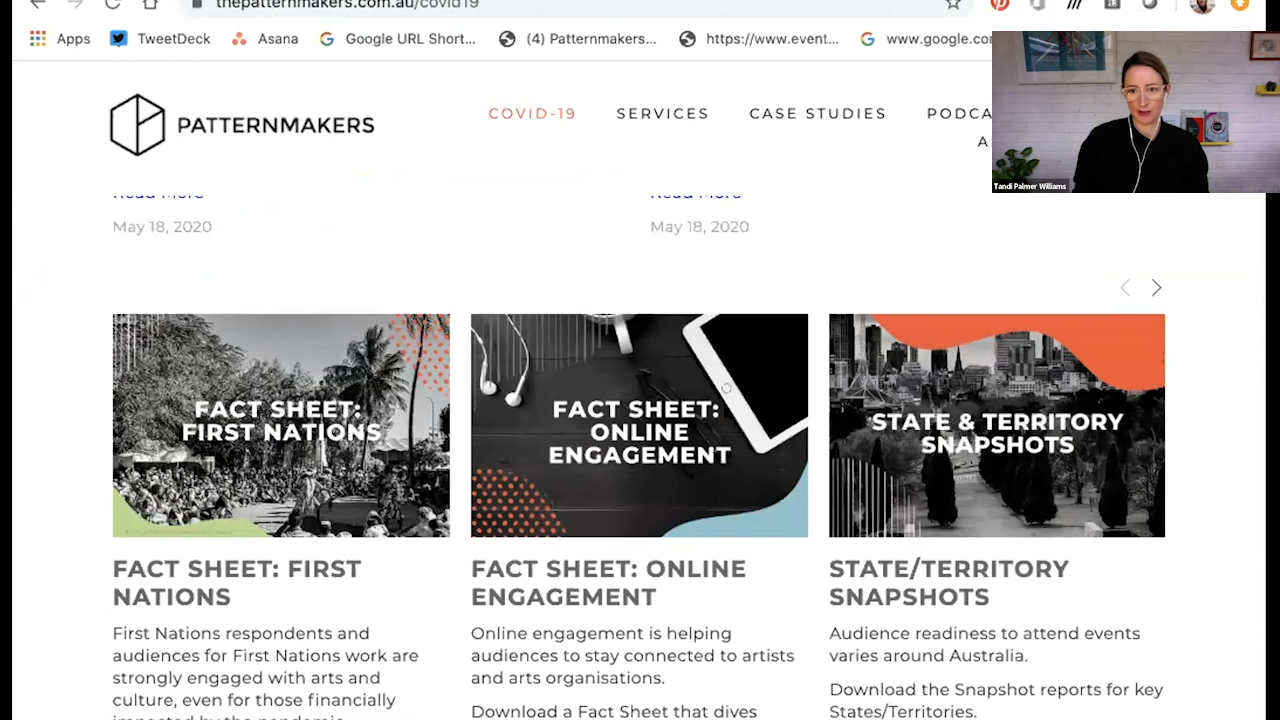 thepatternmakers.com.au/covid19
Apps
TweetDeck
Asana
Google URL Short...
(4) Patternmakers...
https://www.event...
www.google.co
Tandi Palmer Williams
PATTERNMAKERS
COVID-19
SERVICES
CASE STUDIES
PODCA
A
Read More
Read More
May 18, 2020
May 18, 2020
FACT SHEET:
FIRST NATIONS
FACT SHEET:
ONLINE
ENGAGEMENT
STATE & TERRITORY
SNAPSHOTS
FACT SHEET: FIRST
NATIONS
First Nations respondents and
audiences for First Nations work are
strongly engaged with arts and
culture, even for those financially
impacted by the pandemic.
FACT SHEET: ONLINE
ENGAGEMENT
Online engagement is helping
audiences to stay connected to artists
and arts organisations.
Download a Fact Sheet that dives
STATE/TERRITORY
SNAPSHOTS
Audience readiness to attend events
varies around Australia.
Download the Snapshot reports for key
States/Territories.